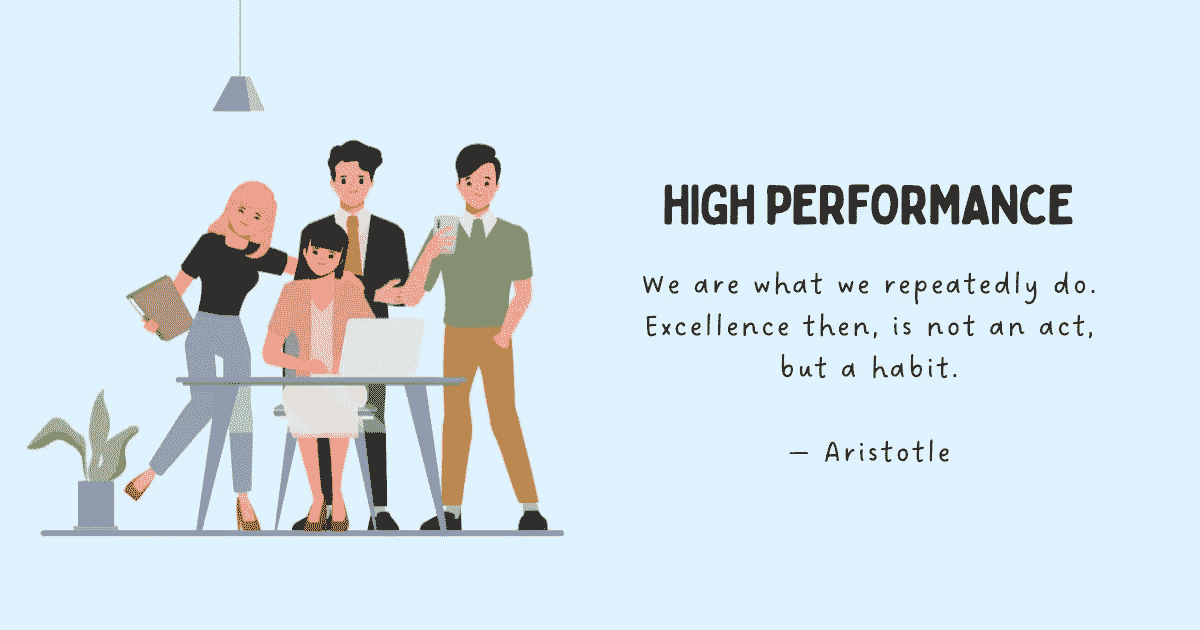 HIGH PERFORMANCE
We are what we repeatedly do.
Excellence then, is not an act,
but a habit.
– Aristotle